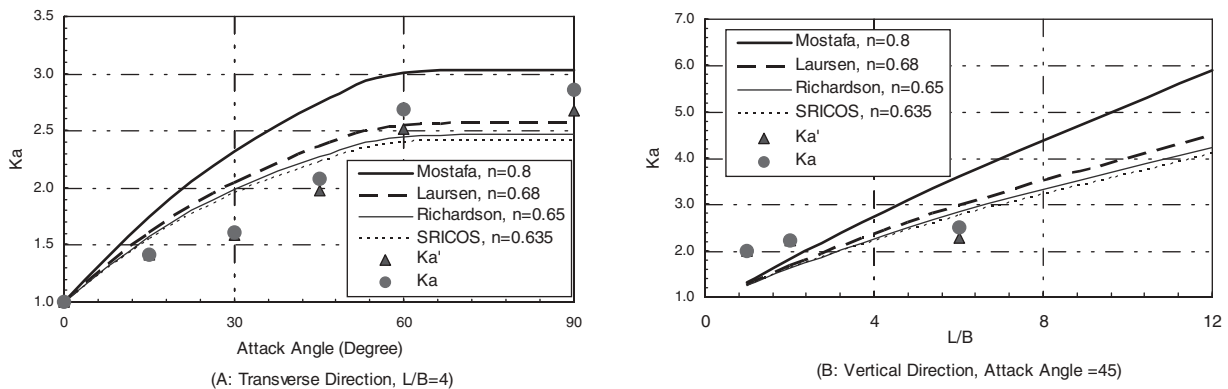 3.5
3.0
2.5
2.0
1.5
1.0
Ka
0
30
60
90
Attack Angle (Degree)
Mostafa, n=0.8
Laursen, n=0.68
Richardson, n=0.65
SRICOS, n=0.635
Ka'
Ka
(A: Transverse Direction, L/B=4)
7.0
6.0
5.0
4.0
3.0
2.0
1.0
Ka
0
4
8
12
L/B
Mostafa, n=0.8
Laursen, n=0.68
Richardson, n=0.65
SRICOS, n=0.635
Ka'
Ka
(B: Vertical Direction, Attack Angle =45)